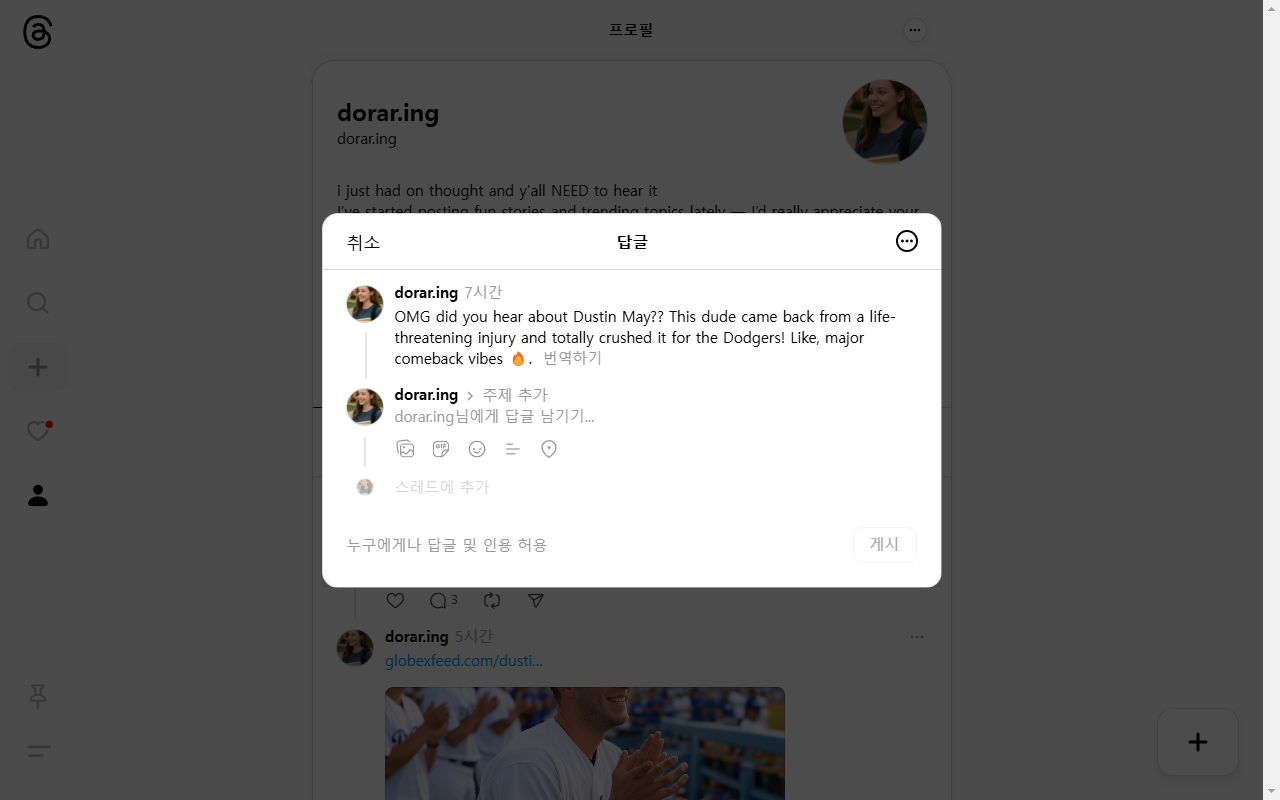 프로필
dorar.ing
dorar.ing
i just had on thought and y'all NEED to hear it
I've started posting fun stories and trending topics lately — I'd really appreciate your
취소
답글
dorar.ing 7시간
OMG did you hear about Dustin May?? This dude came back from a life-
threatening injury and totally crushed it for the Dodgers! Like, major
comeback vibes 🔥. 번역하기
dorar.ing > 주제 추가
dorar.ing님에게 답글 남기기...
GIF
스레드에 추가
누구에게나 답글 및 인용 허용
게시
3
dorar.ing 5시간
globexfeed.com/dusti...